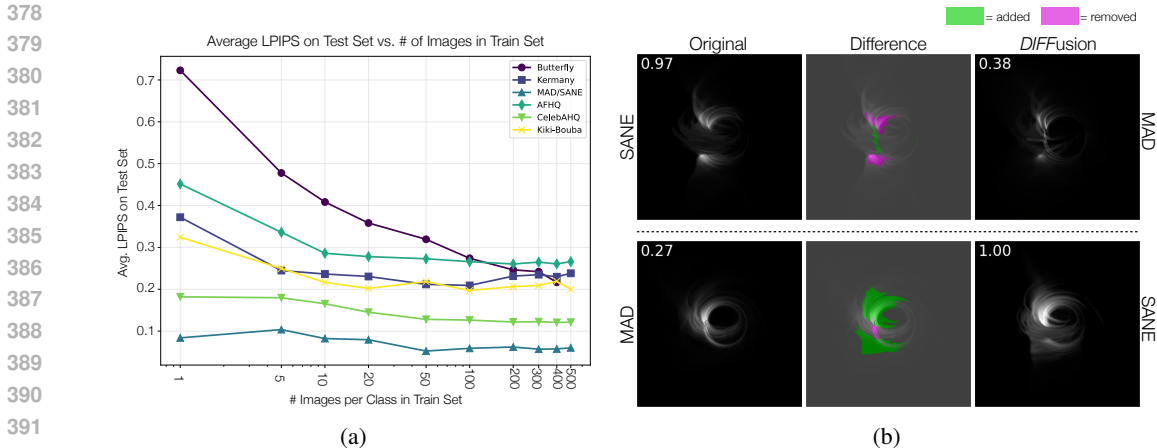 378
379
380
381
382
383
384
385
386
387
388
389
390
391
Average LPIPS on Test Set vs. # of Images in Train Set
Avg. LPIPS on Test Set
0.7
0.6
0.5
0.4
0.3
0.2
0.1
Butterfly
Kermany
MAD/SANE
AFHQ
CelebAHQ
Kiki-Bouba
1
5
10
20
50
100
200
300
400
500
# Images per Class in Train Set
(a)
= added
= removed
Original
Difference
DIFFusion
SANE
0.97
0.38
MAD
MAD
0.27
1.00
SANE
(b)